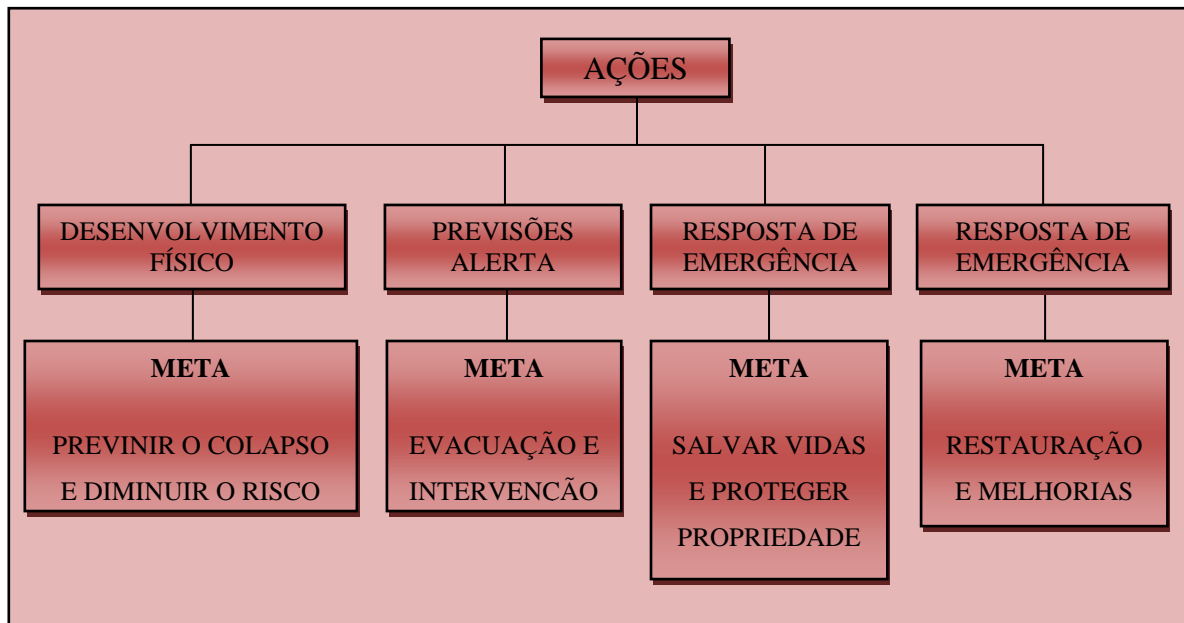 AÇÕES
DESENVOLVIMENTO
FÍSICO
PREVISÕES
ALERTA
RESPOSTA DE
EMERGÊNCIA
RESPOSTA DE
EMERGÊNCIA
META
PREVINIR O COLAPSO
E DIMINUIR O RISCO
META
EVACUAÇÃO E
INTERVENCÃO
META
SALVAR VIDAS
E PROTEGER
PROPRIEDADE
META
RESTAURAÇÃO
E MELHORIAS